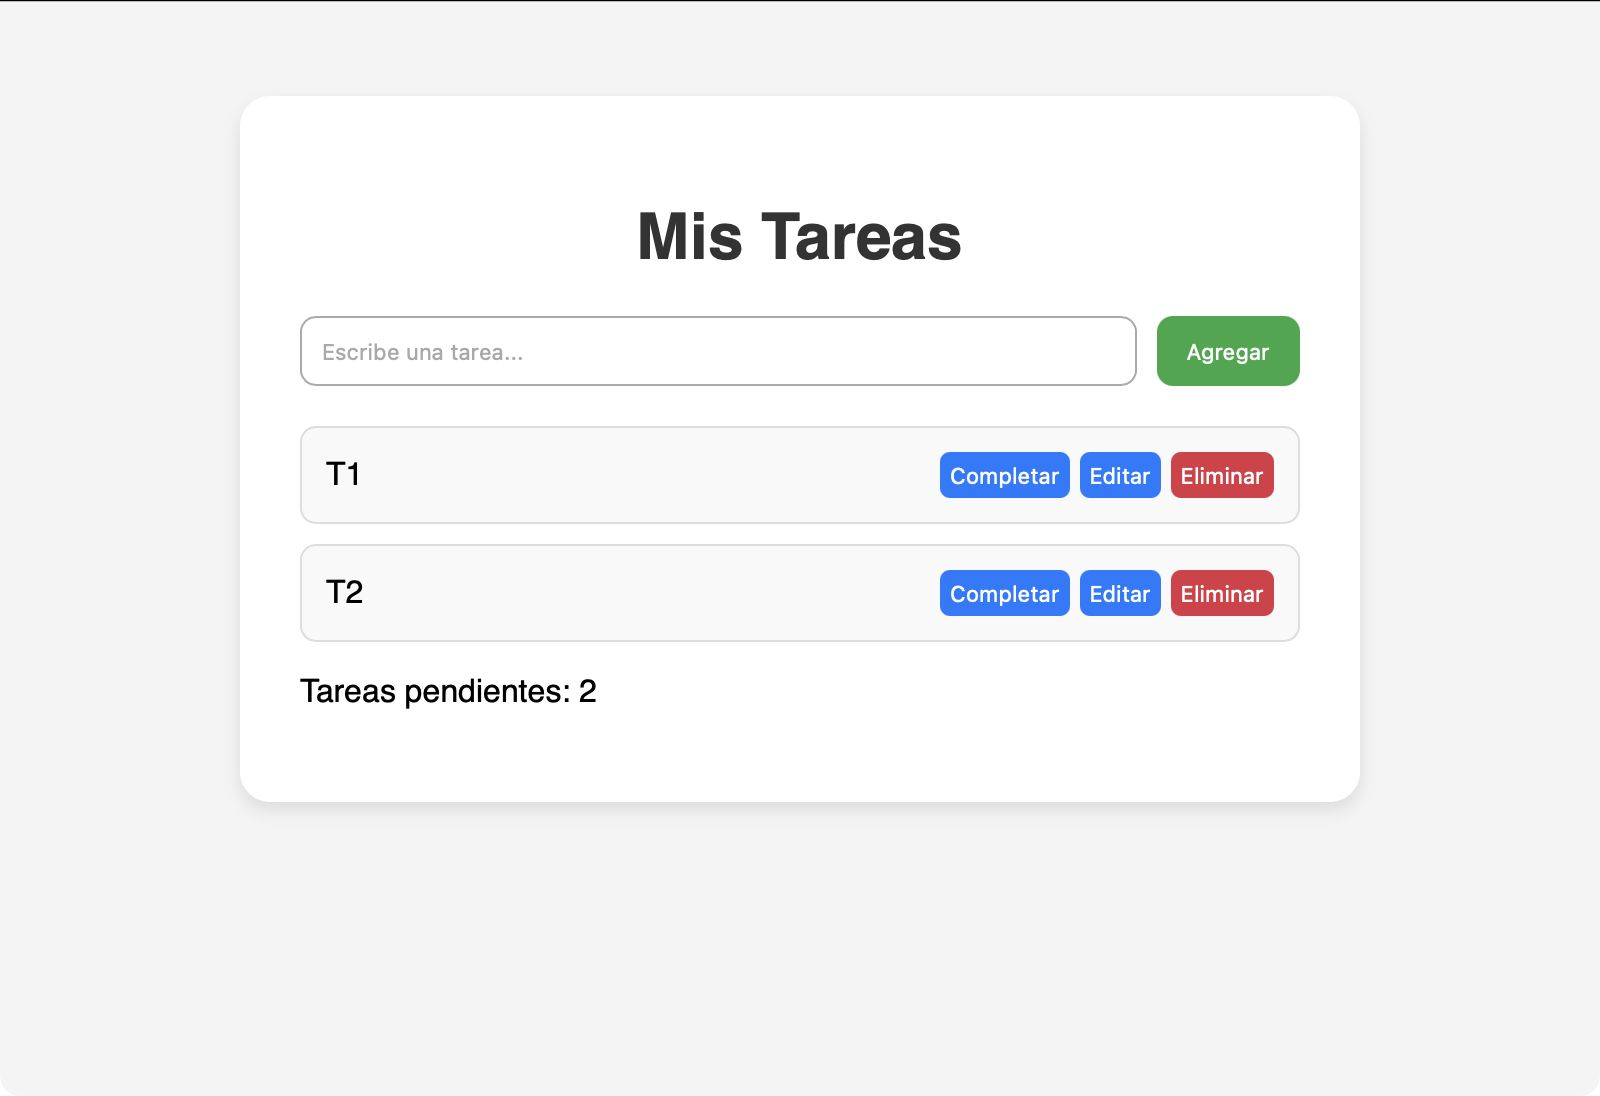 Mis Tareas
Escribe una tarea... Agregar
T1 Completar Editar Eliminar
T2 Completar Editar Eliminar
Tareas pendientes: 2